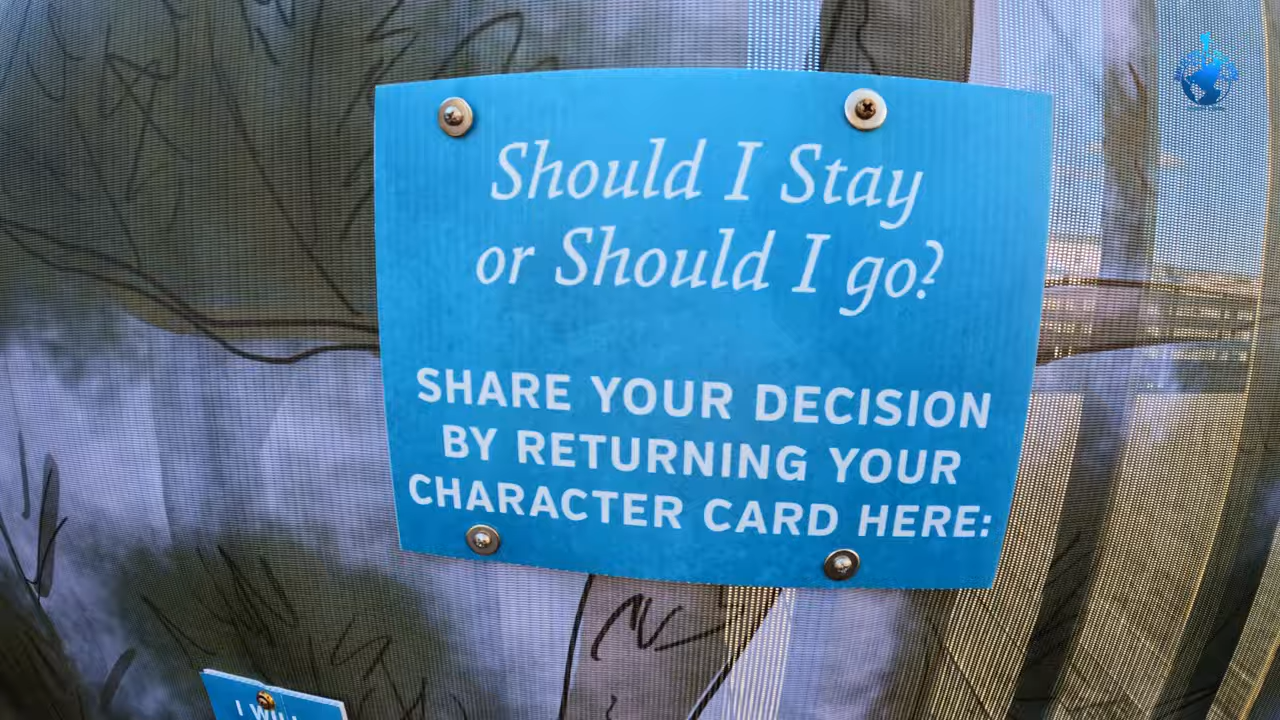 Should I Stay
or Should I go?
SHARE YOUR DECISION
BY RETURNING YOUR
CHARACTER CARD HERE:
I